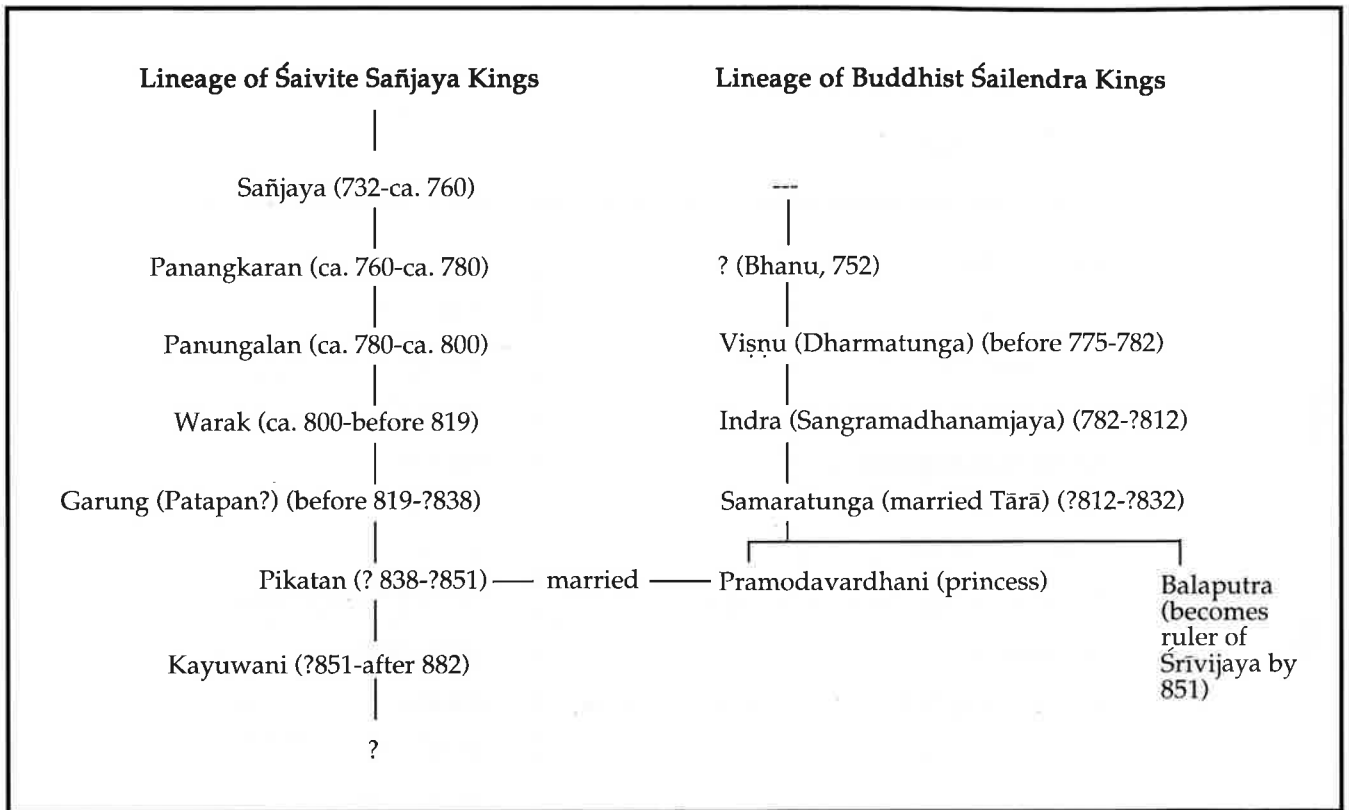 Lineage of Śaivite Sañjaya Kings
Sañjaya (732-ca. 760)
Panangkaran (ca. 760-ca. 780)
Panungalan (ca. 780-ca. 800)
Warak (ca. 800-before 819)
Garung (Patapan?) (before 819-?838)
Pikatan (? 838-?851) — married — Pramodavardhani (princess)
Kayuwani (?851-after 882)
?
Lineage of Buddhist Śailendra Kings
---
? (Bhanu, 752)
Viṣṇu (Dharmatunga) (before 775-782)
Indra (Sangramadhanamjaya) (782-?812)
Samaratunga (married Tārā) (?812-?832)
Balaputra
(becomes
ruler of
Śrīvijaya by
851)